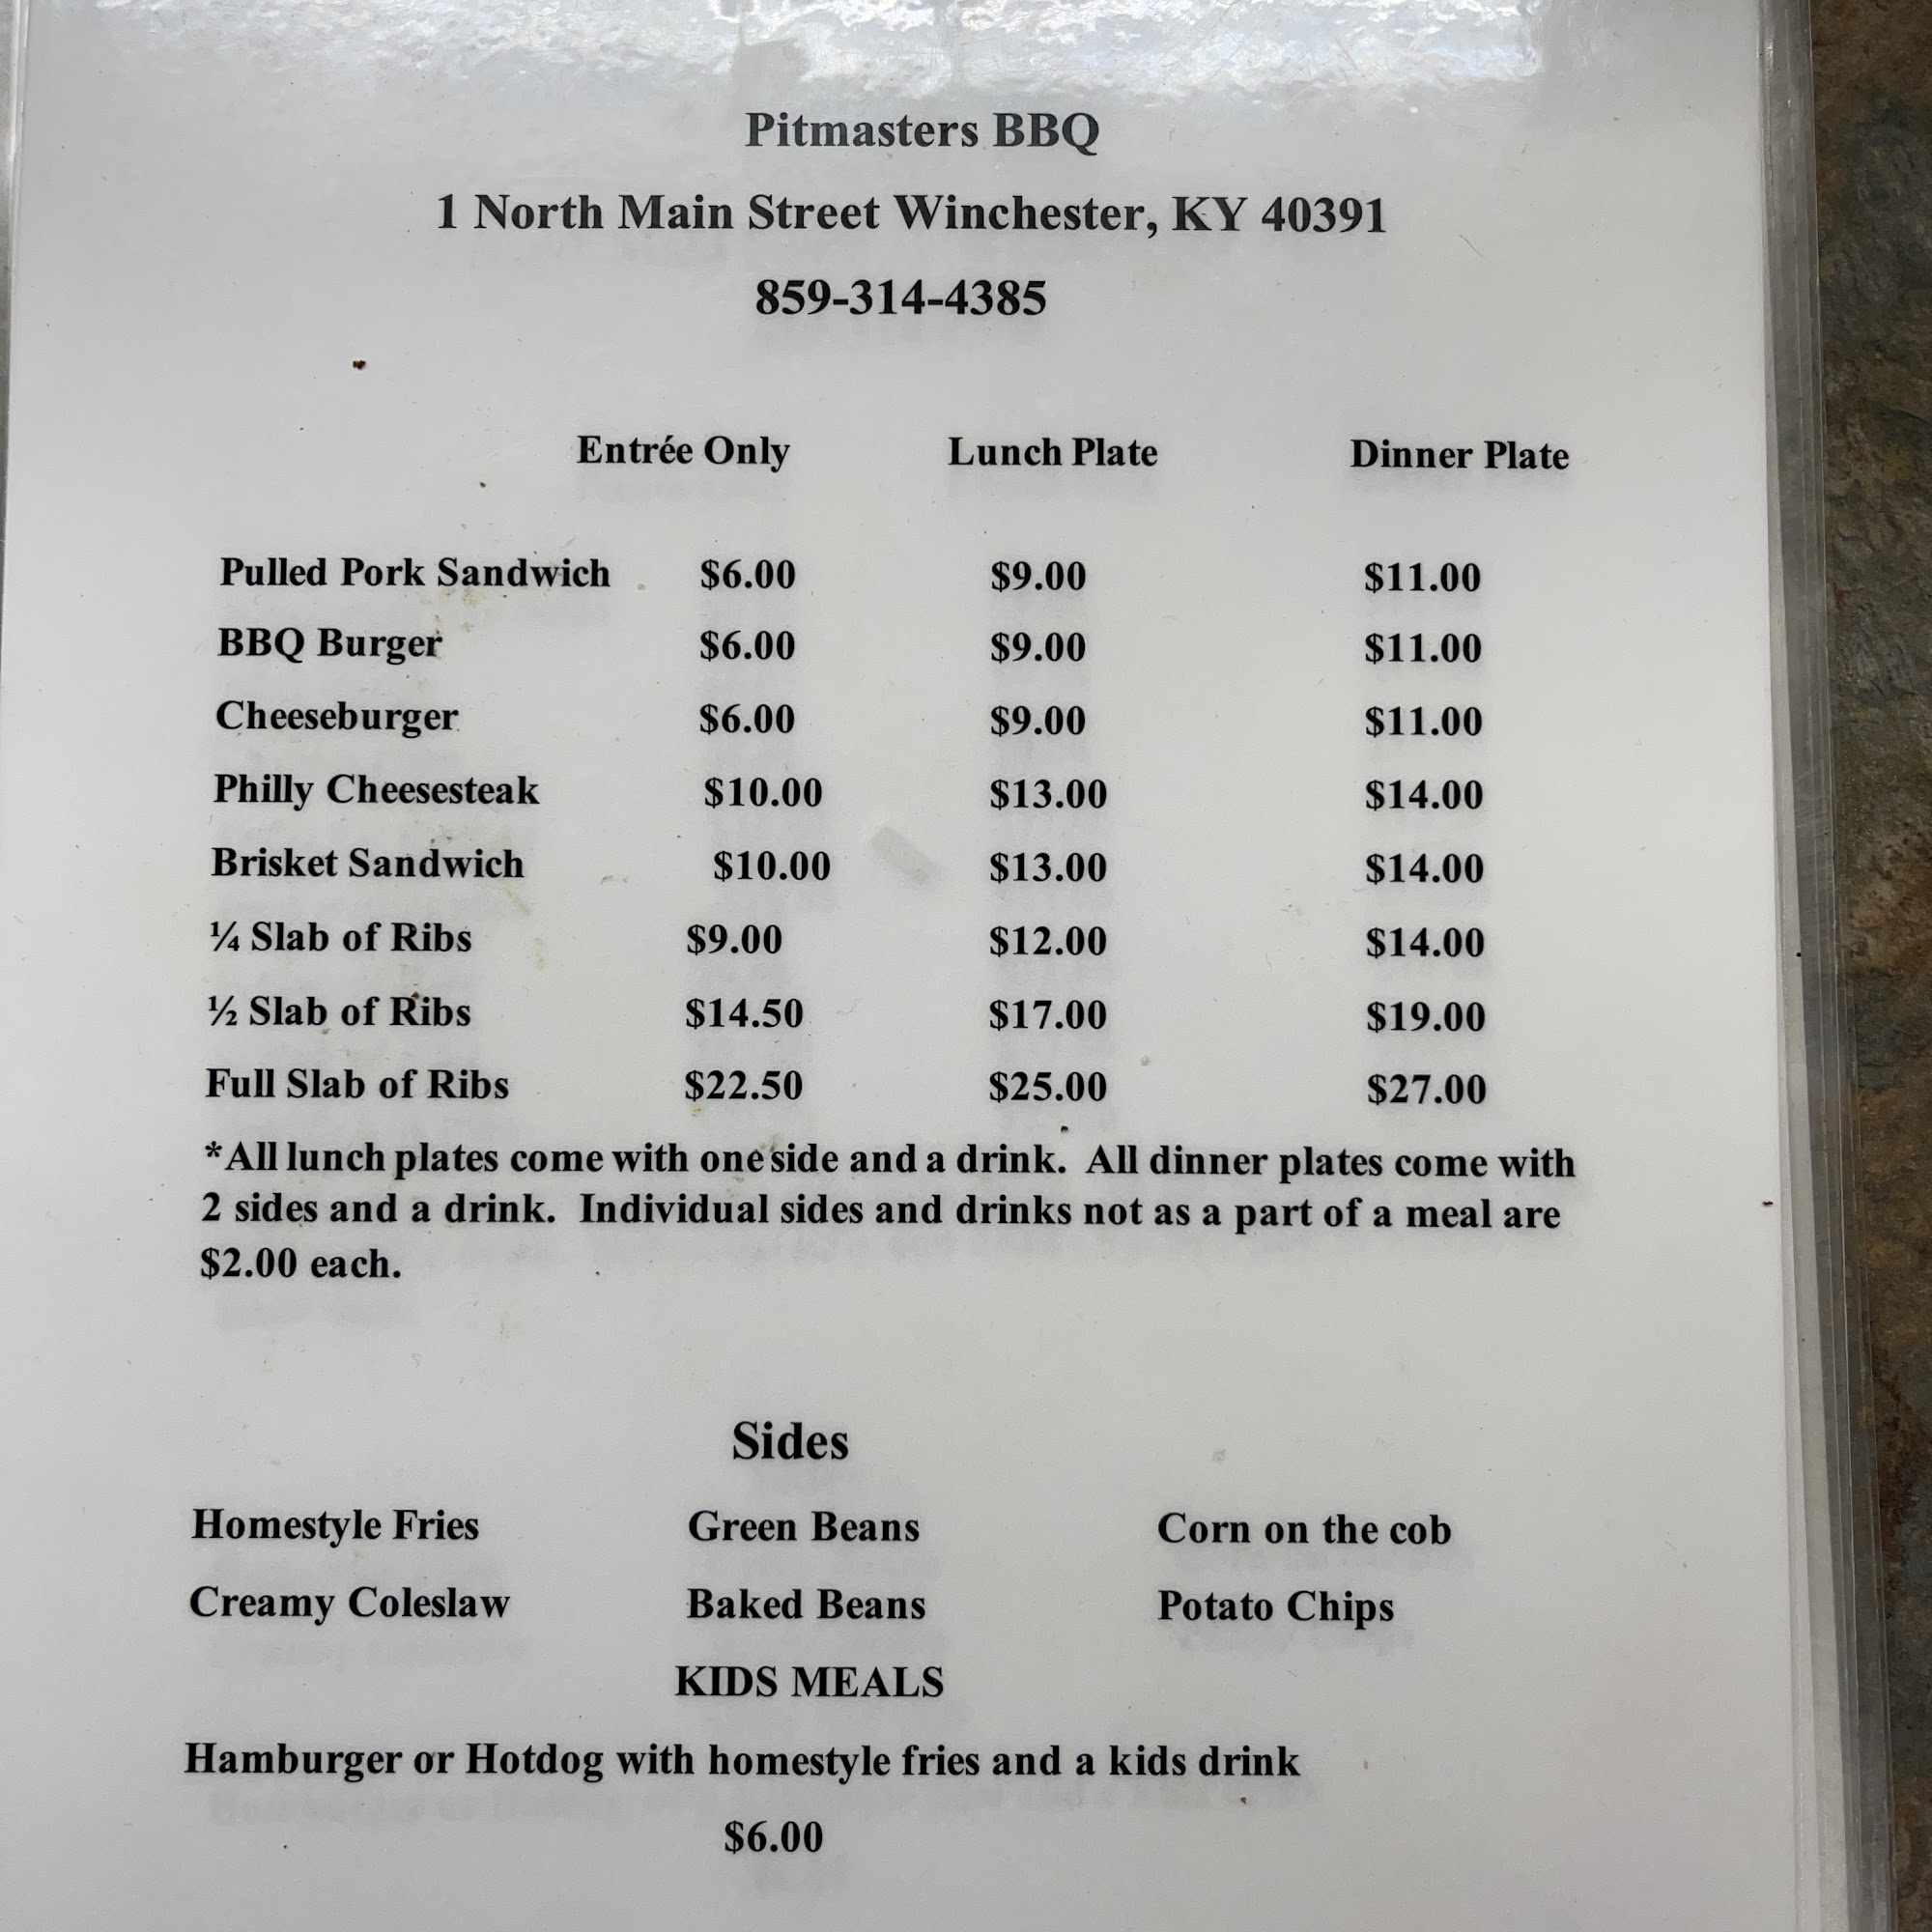 Pitmasters BBQ
1 North Main Street Winchester, KY 40391
859-314-4385
Entrée Only Lunch Plate Dinner Plate
Pulled Pork Sandwich $6.00 $9.00 $11.00
BBQ Burger $6.00 $9.00 $11.00
Cheeseburger $6.00 $9.00 $11.00
Philly Cheesesteak $10.00 $13.00 $14.00
Brisket Sandwich $10.00 $13.00 $14.00
¼ Slab of Ribs $9.00 $12.00 $14.00
½ Slab of Ribs $14.50 $17.00 $19.00
Full Slab of Ribs $22.50 $25.00 $27.00
*All lunch plates come with one side and a drink. All dinner plates come with
2 sides and a drink. Individual sides and drinks not as a part of a meal are
$2.00 each.
Sides
Homestyle Fries Green Beans Corn on the cob
Creamy Coleslaw Baked Beans Potato Chips
KIDS MEALS
Hamburger or Hotdog with homestyle fries and a kids drink
$6.00